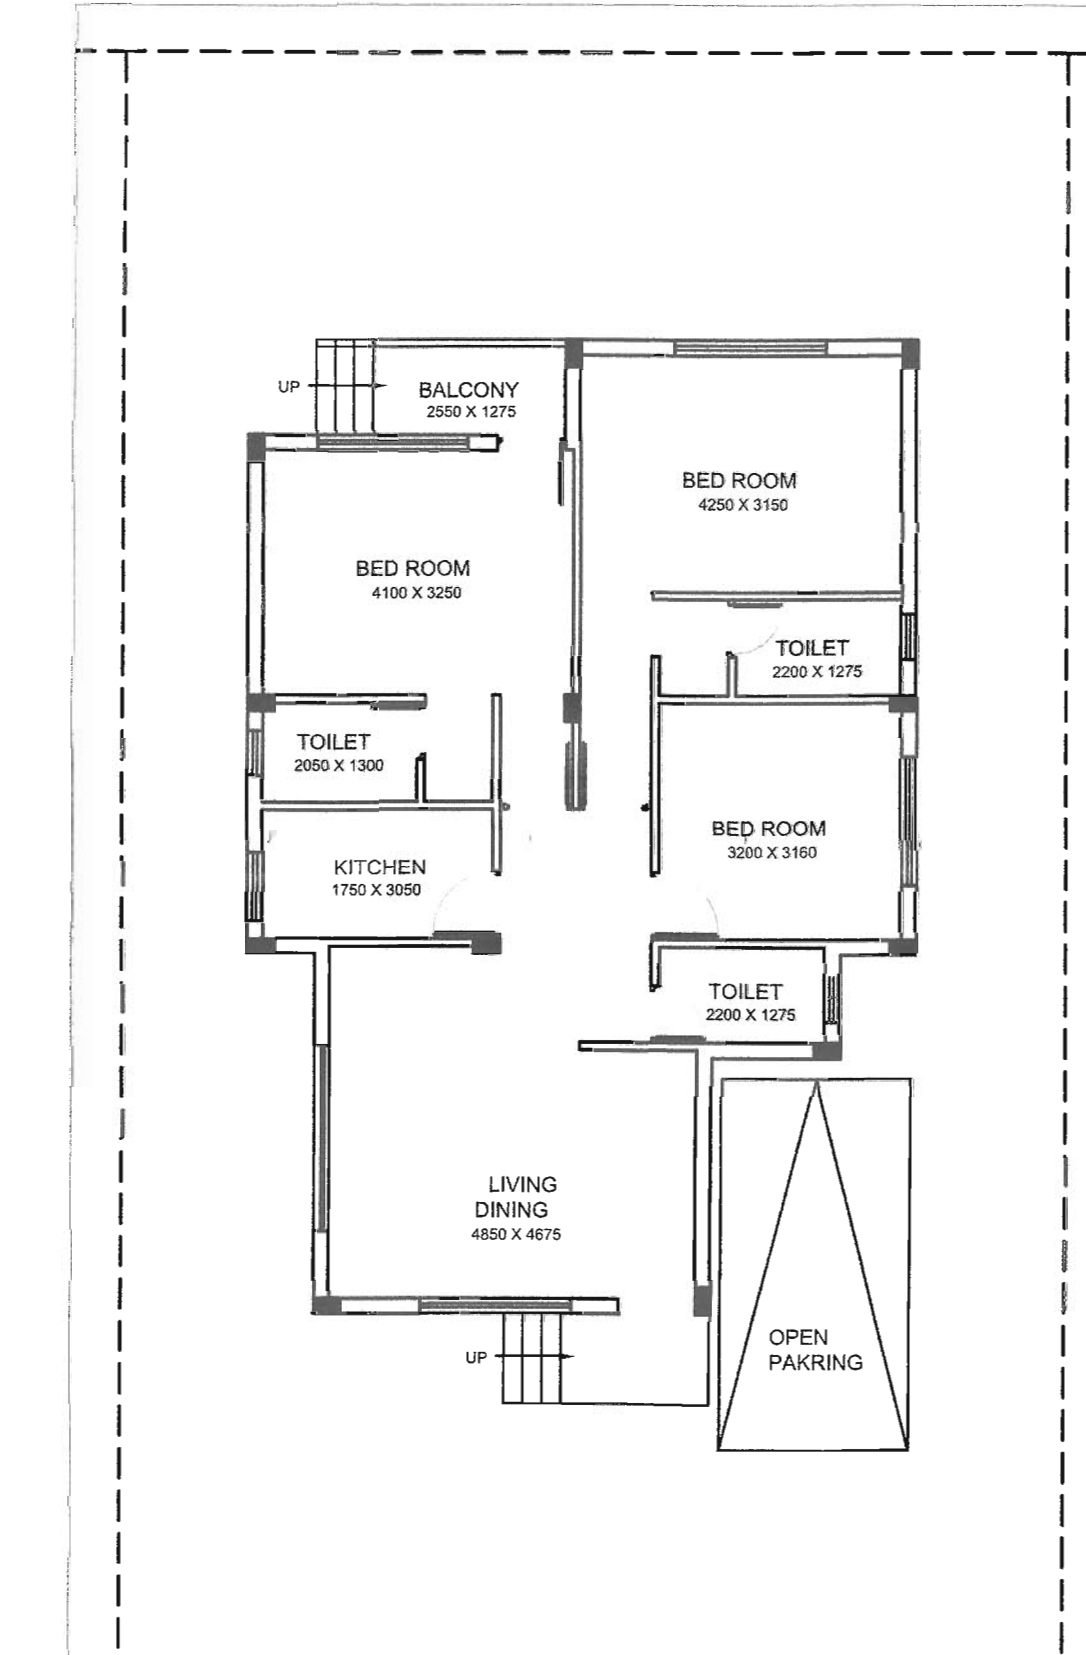 UP
BALCONY
2550 X 1275
BED ROOM
4250 X 3150
BED ROOM
4100 X 3250
TOILET
2200 X 1275
TOILET
2050 X 1300
BED ROOM
3200 X 3160
KITCHEN
1750 X 3050
TOILET
2200 X 1275
LIVING
DINING
4850 X 4675
UP
OPEN
PAKRING